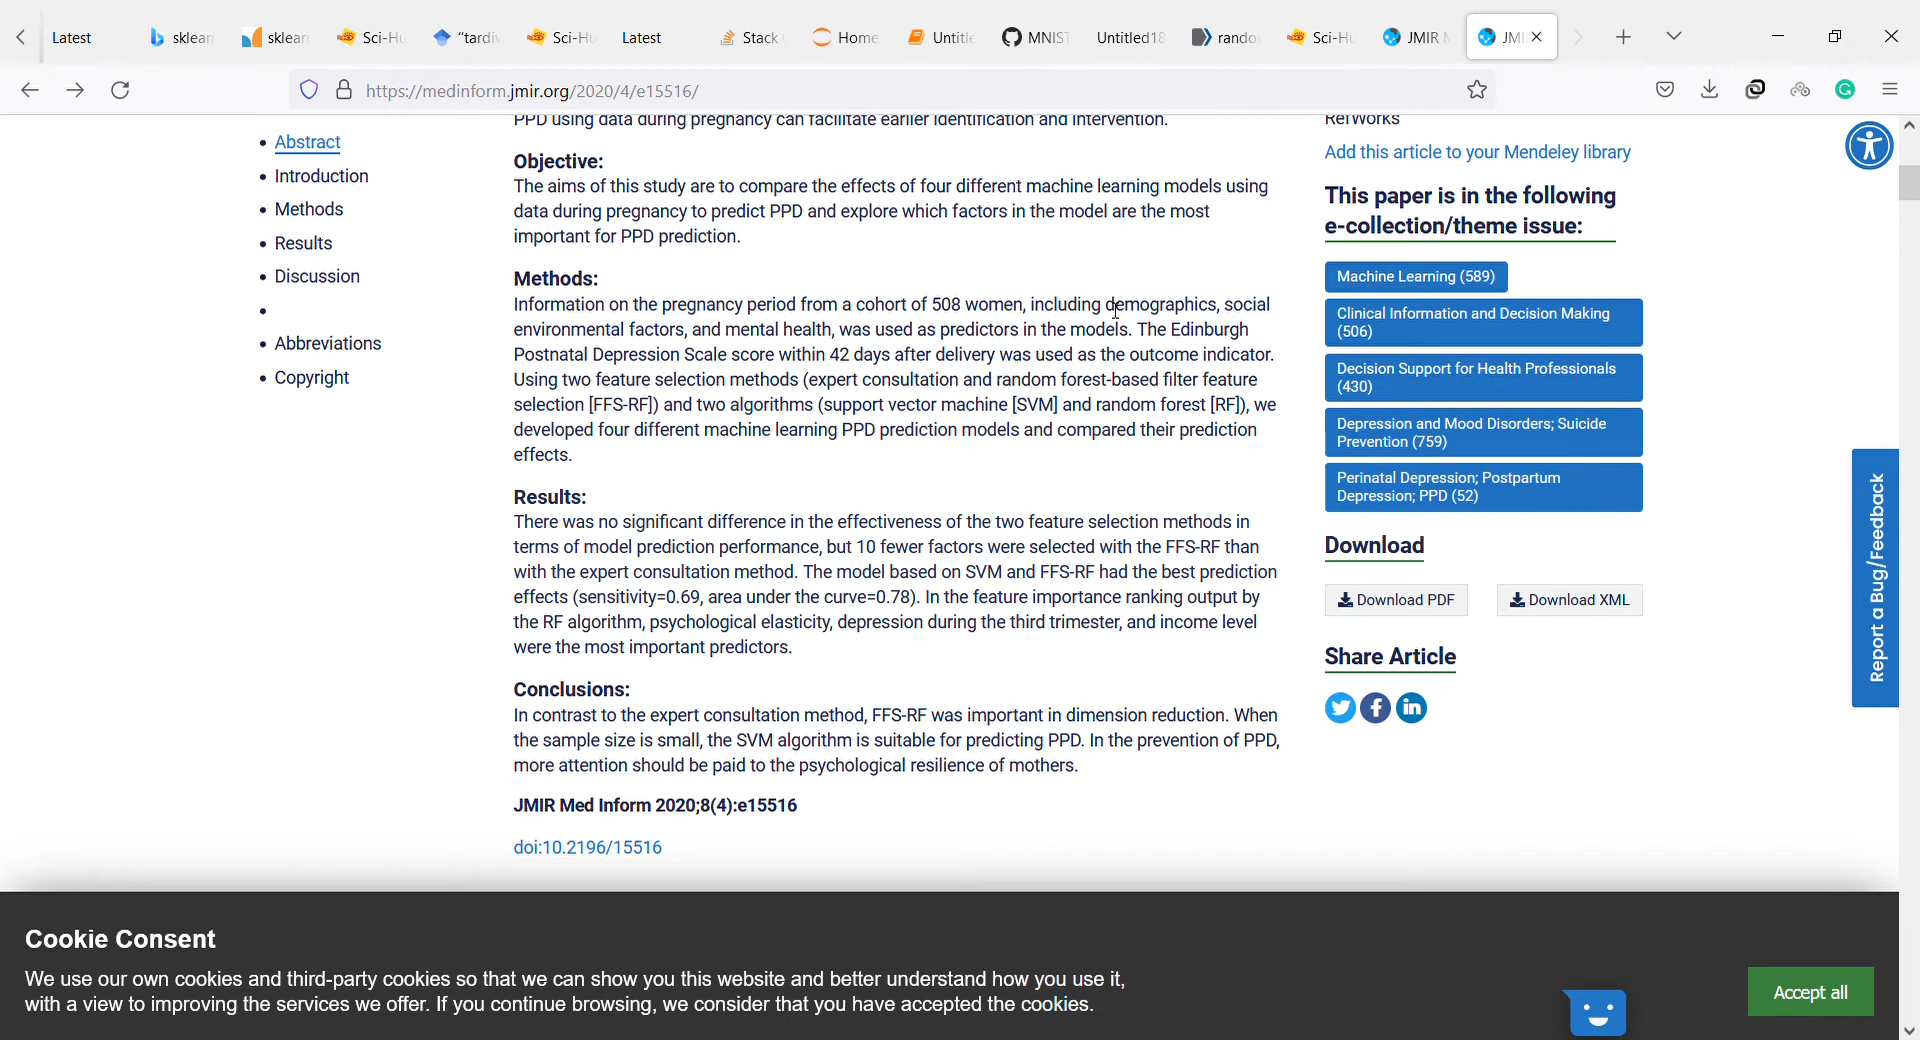 Latest
sklear
sklear
Sci-Hu
"tardiv
Sci-Hu
Latest
Stack
Home
Untitle
MNIST
Untitled18
rando
Sci-Hu
JMIR M
JMI
https://medinform.jmir.org/2020/4/e15516/
Abstract
Introduction
Methods
Results
Discussion
Abbreviations
Copyright
PPD using data during pregnancy can facilitate earlier identification and intervention.
Objective:
The aims of this study are to compare the effects of four different machine learning models using
data during pregnancy to predict PPD and explore which factors in the model are the most
important for PPD prediction.
Methods:
Information on the pregnancy period from a cohort of 508 women, including demographics, social
environmental factors, and mental health, was used as predictors in the models. The Edinburgh
Postnatal Depression Scale score within 42 days after delivery was used as the outcome indicator.
Using two feature selection methods (expert consultation and random forest-based filter feature
selection [FFS-RF]) and two algorithms (support vector machine [SVM] and random forest [RF]), we
developed four different machine learning PPD prediction models and compared their prediction
effects.
Results:
There was no significant difference in the effectiveness of the two feature selection methods in
terms of model prediction performance, but 10 fewer factors were selected with the FFS-RF than
with the expert consultation method. The model based on SVM and FFS-RF had the best prediction
effects (sensitivity=0.69, area under the curve=0.78). In the feature importance ranking output by
the RF algorithm, psychological elasticity, depression during the third trimester, and income level
were the most important predictors.
Conclusions:
In contrast to the expert consultation method, FFS-RF was important in dimension reduction. When
the sample size is small, the SVM algorithm is suitable for predicting PPD. In the prevention of PPD,
more attention should be paid to the psychological resilience of mothers.
JMIR Med Inform 2020;8(4):e15516
doi:10.2196/15516
RefWorks
Add this article to your Mendeley library
This paper is in the following
e-collection/theme issue:
Machine Learning (589)
Clinical Information and Decision Making
(506)
Decision Support for Health Professionals
(430)
Depression and Mood Disorders; Suicide
Prevention (759)
Perinatal Depression; Postpartum
Depression; PPD (52)
Download
Download PDF
Download XML
Share Article
Report a Bug/Feedback
Cookie Consent
We use our own cookies and third-party cookies so that we can show you this website and better understand how you use it,
with a view to improving the services we offer. If you continue browsing, we consider that you have accepted the cookies.
Accept all